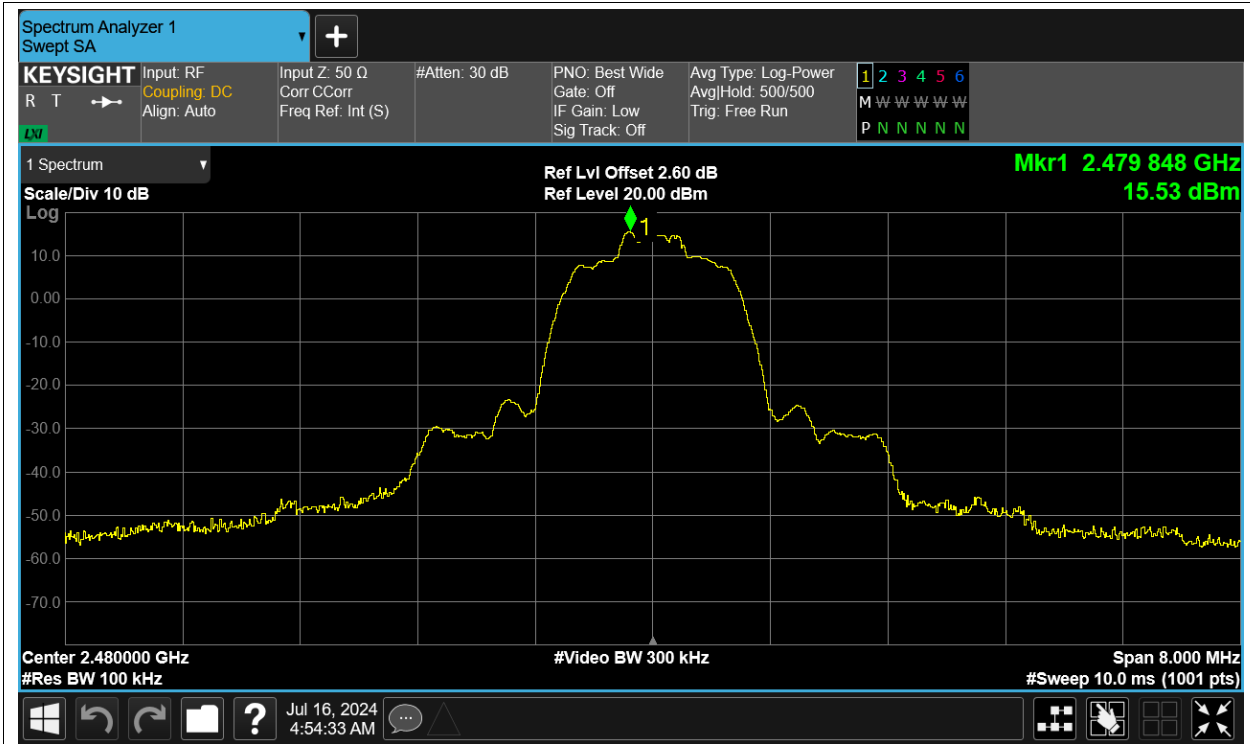 Spectrum Analyzer 1
Swept SA
+
KEYSIGHT
R T
LXI
Input: RF
Coupling: DC
Align: Auto
Input Z: 50 Ω
Corr CCorr
Freq Ref: Int (S)
#Atten: 30 dB
PNO: Best Wide
Gate: Off
IF Gain: Low
Sig Track: Off
Avg Type: Log-Power
Avg|Hold: 500/500
Trig: Free Run
1 2 3 4 5 6
M W W W W W
P N N N N N
1 Spectrum
Scale/Div 10 dB
Log
Ref Lvl Offset 2.60 dB
Ref Level 20.00 dBm
Mkr1 2.479 848 GHz
15.53 dBm
1
10.0
0.00
-10.0
-20.0
-30.0
-40.0
-50.0
-60.0
-70.0
Center 2.480000 GHz
#Video BW 300 kHz
Span 8.000 MHz
#Res BW 100 kHz
#Sweep 10.0 ms (1001 pts)
?
Jul 16, 2024
4:54:33 AM